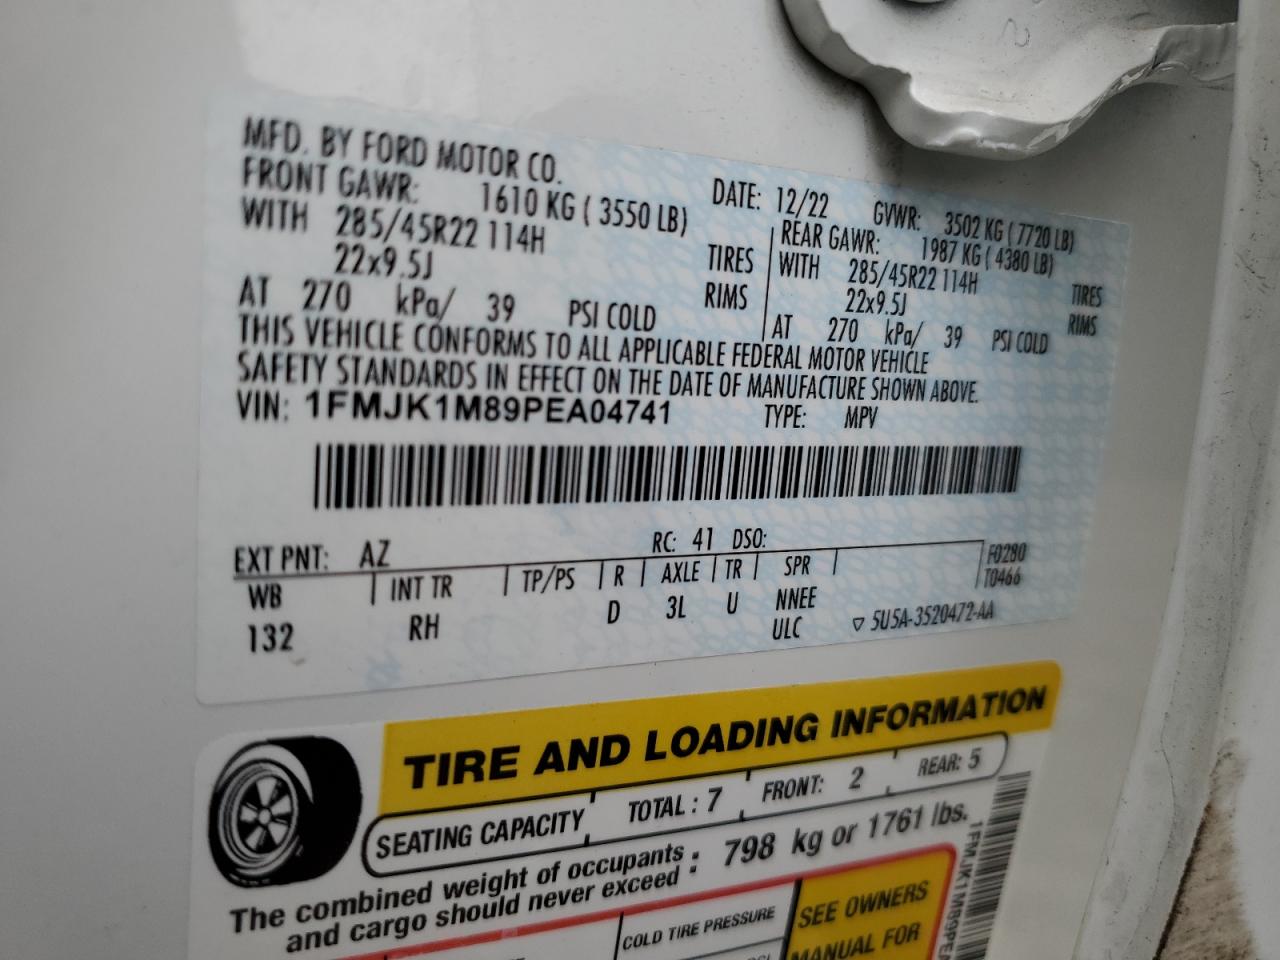 MFD. BY FORD MOTOR CO.
DATE: 12/22 GVWR: 3502 KG ( 7720 LB)
FRONT GAWR: 1610 KG ( 3550 LB)
REAR GAWR: 1987 KG ( 4380 LB)
WITH 285/45R22 114H TIRES
WITH 285/45R22 114H TIRES
22x9.5J RIMS
22x9.5J RIMS
AT 270 kPa/ 39 PSI COLD
AT 270 kPa/ 39 PSI COLD
THIS VEHICLE CONFORMS TO ALL APPLICABLE FEDERAL MOTOR VEHICLE
SAFETY STANDARDS IN EFFECT ON THE DATE OF MANUFACTURE SHOWN ABOVE.
VIN: 1FMJK1M89PEA04741 TYPE: MPV
EXT PNT: AZ RC: 41 DSO:
WB INT TR TP/PS R AXLE TR SPR F0280
T0466
132 RH D 3L U NNEE
ULC ▽ 5U5A-3520472-AA
TIRE AND LOADING INFORMATION
SEATING CAPACITY TOTAL : 7 FRONT: 2 REAR: 5
The combined weight of occupants : 798 kg or 1761 lbs.
and cargo should never exceed :
COLD TIRE PRESSURE
SEE OWNERS
MANUAL FOR
1FMJK1M89PEA